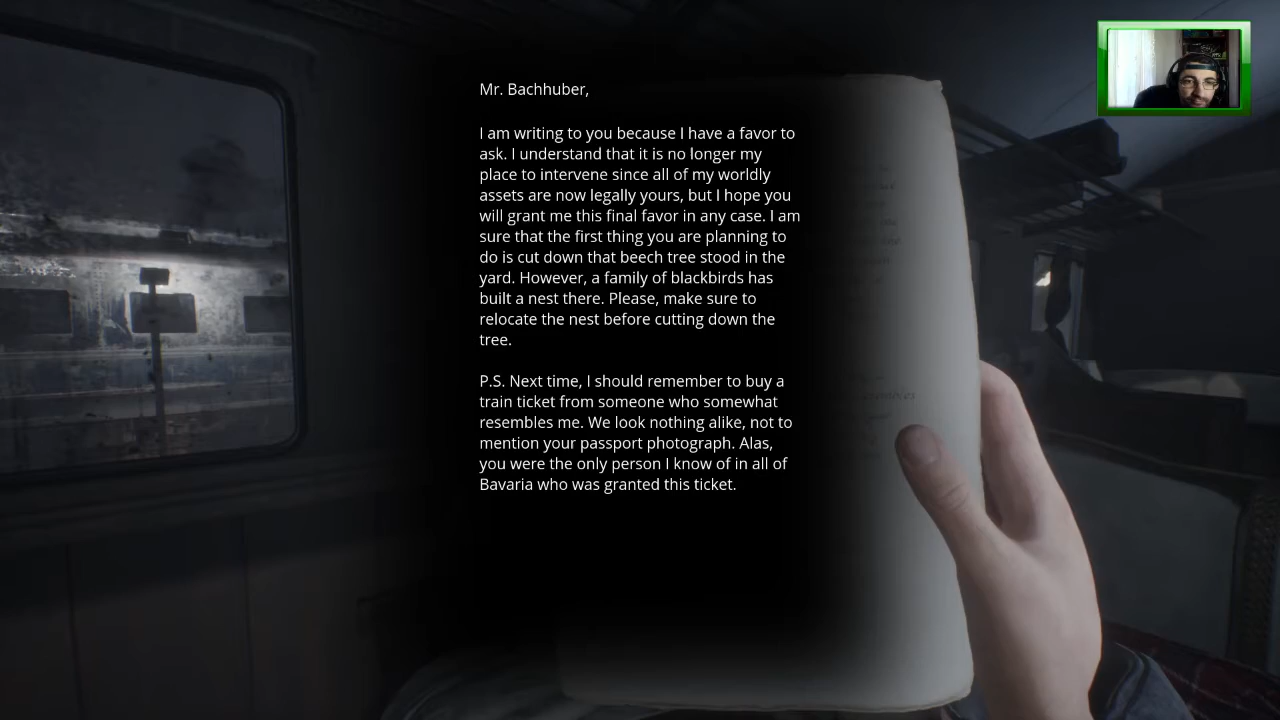 Mr. Bachhuber,
I am writing to you because I have a favor to
ask. I understand that it is no longer my
place to intervene since all of my worldly
assets are now legally yours, but I hope you
will grant me this final favor in any case. I am
sure that the first thing you are planning to
do is cut down that beech tree stood in the
yard. However, a family of blackbirds has
built a nest there. Please, make sure to
relocate the nest before cutting down the
tree.
P.S. Next time, I should remember to buy a
train ticket from someone who somewhat
resembles me. We look nothing alike, not to
mention your passport photograph. Alas,
you were the only person I know of in all of
Bavaria who was granted this ticket.